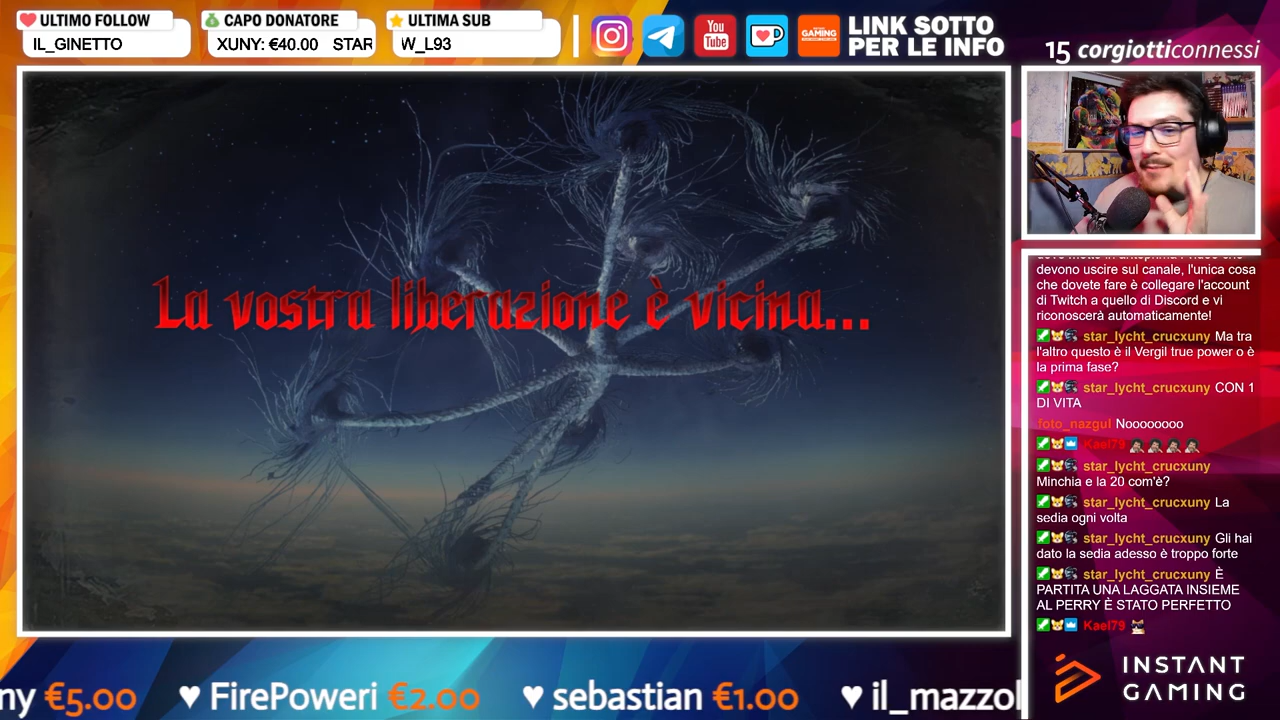 ULTIMO FOLLOW
IL_GINETTO
CAPO DONATORE
XUNY: €40.00 STAR
ULTIMA SUB
W_L93
You
Tube
GAMING
LINK SOTTO
PER LE INFO
15 corgiotticonnessi
La vostra liberazione è vicina...
devono uscire sul canale, l'unica cosa
che dovete fare è collegare l'account
di Twitch a quello di Discord e vi
riconoscerà automaticamente!
star_lycht_crucxuny Ma tra
l'altro questo è il Vergil true power o è
la prima fase?
star_lycht_crucxuny CON 1
DI VITA
foto_nazgul Noooooooo
Kael79
star_lycht_crucxuny
Minchia e la 20 com'è?
star_lycht_crucxuny La
sedia ogni volta
star_lycht_crucxuny Gli hai
dato la sedia adesso è troppo forte
star_lycht_crucxuny È
PARTITA UNA LAGGATA INSIEME
AL PERRY È STATO PERFETTO
Kael79
INSTANT
GAMING
ny €5.00 ♥ FirePoweri €2.00 ♥ sebastian €1.00 ♥ il_mazzol